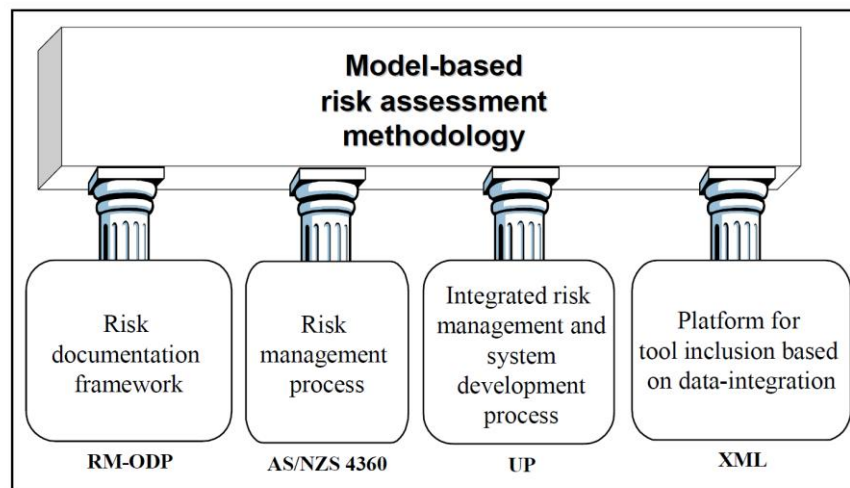 Model-based
risk assessment
methodology
Risk
documentation
framework
Risk
management
process
Integrated risk
management and
system
development
process
Platform for
tool inclusion based
on data-integration
RM-ODP
AS/NZS 4360
UP
XML